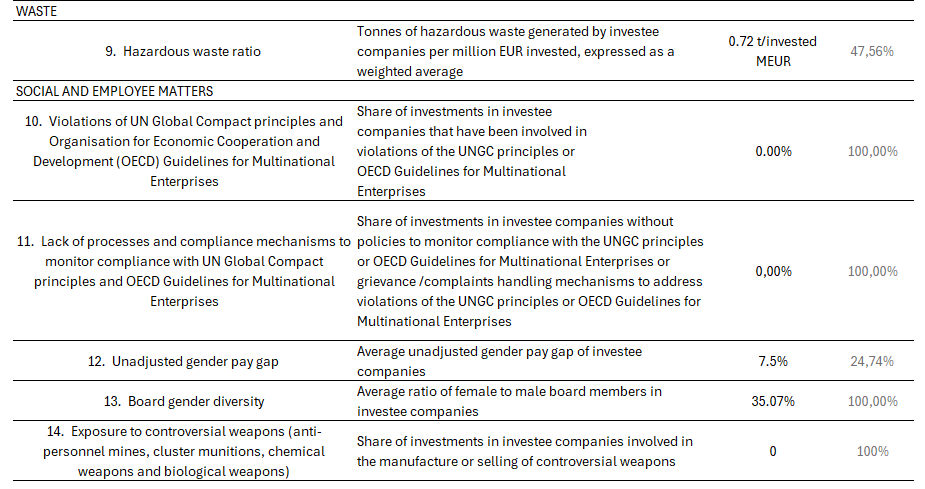 WASTE
9. Hazardous waste ratio
Tonnes of hazardous waste generated by investee
companies per million EUR invested, expressed as a
weighted average
0.72 t/invested
MEUR
47,56%
SOCIAL AND EMPLOYEE MATTERS
10. Violations of UN Global Compact principles and
Organisation for Economic Cooperation and
Development (OECD) Guidelines for Multinational
Enterprises
Share of investments in investee
companies that have been involved in
violations of the UNGC principles or
OECD Guidelines for Multinational
Enterprises
0.00%
100,00%
11. Lack of processes and compliance mechanisms to
monitor compliance with UN Global Compact
principles and OECD Guidelines for Multinational
Enterprises
Share of investments in investee companies without
policies to monitor compliance with the UNGC principles
or OECD Guidelines for Multinational Enterprises or
grievance /complaints handling mechanisms to address
violations of the UNGC principles or OECD Guidelines for
Multinational Enterprises
0,00%
100,00%
12. Unadjusted gender pay gap
Average unadjusted gender pay gap of investee
companies
7.5%
24,74%
13. Board gender diversity
Average ratio of female to male board members in
investee companies
35.07%
100,00%
14. Exposure to controversial weapons (anti-
personnel mines, cluster munitions, chemical
weapons and biological weapons)
Share of investments in investee companies involved in
the manufacture or selling of controversial weapons
0
100%